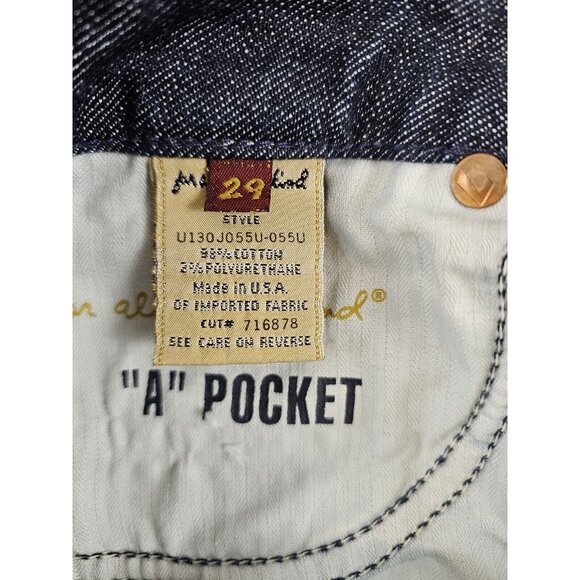 29
STYLE
U130J055U-055U
98%COTTON
2%POLYURETHANE
Made in U.S.A.
OF IMPORTED FABRIC
CUT# 716878
SEE CARE ON REVERSE
"A" POCKET